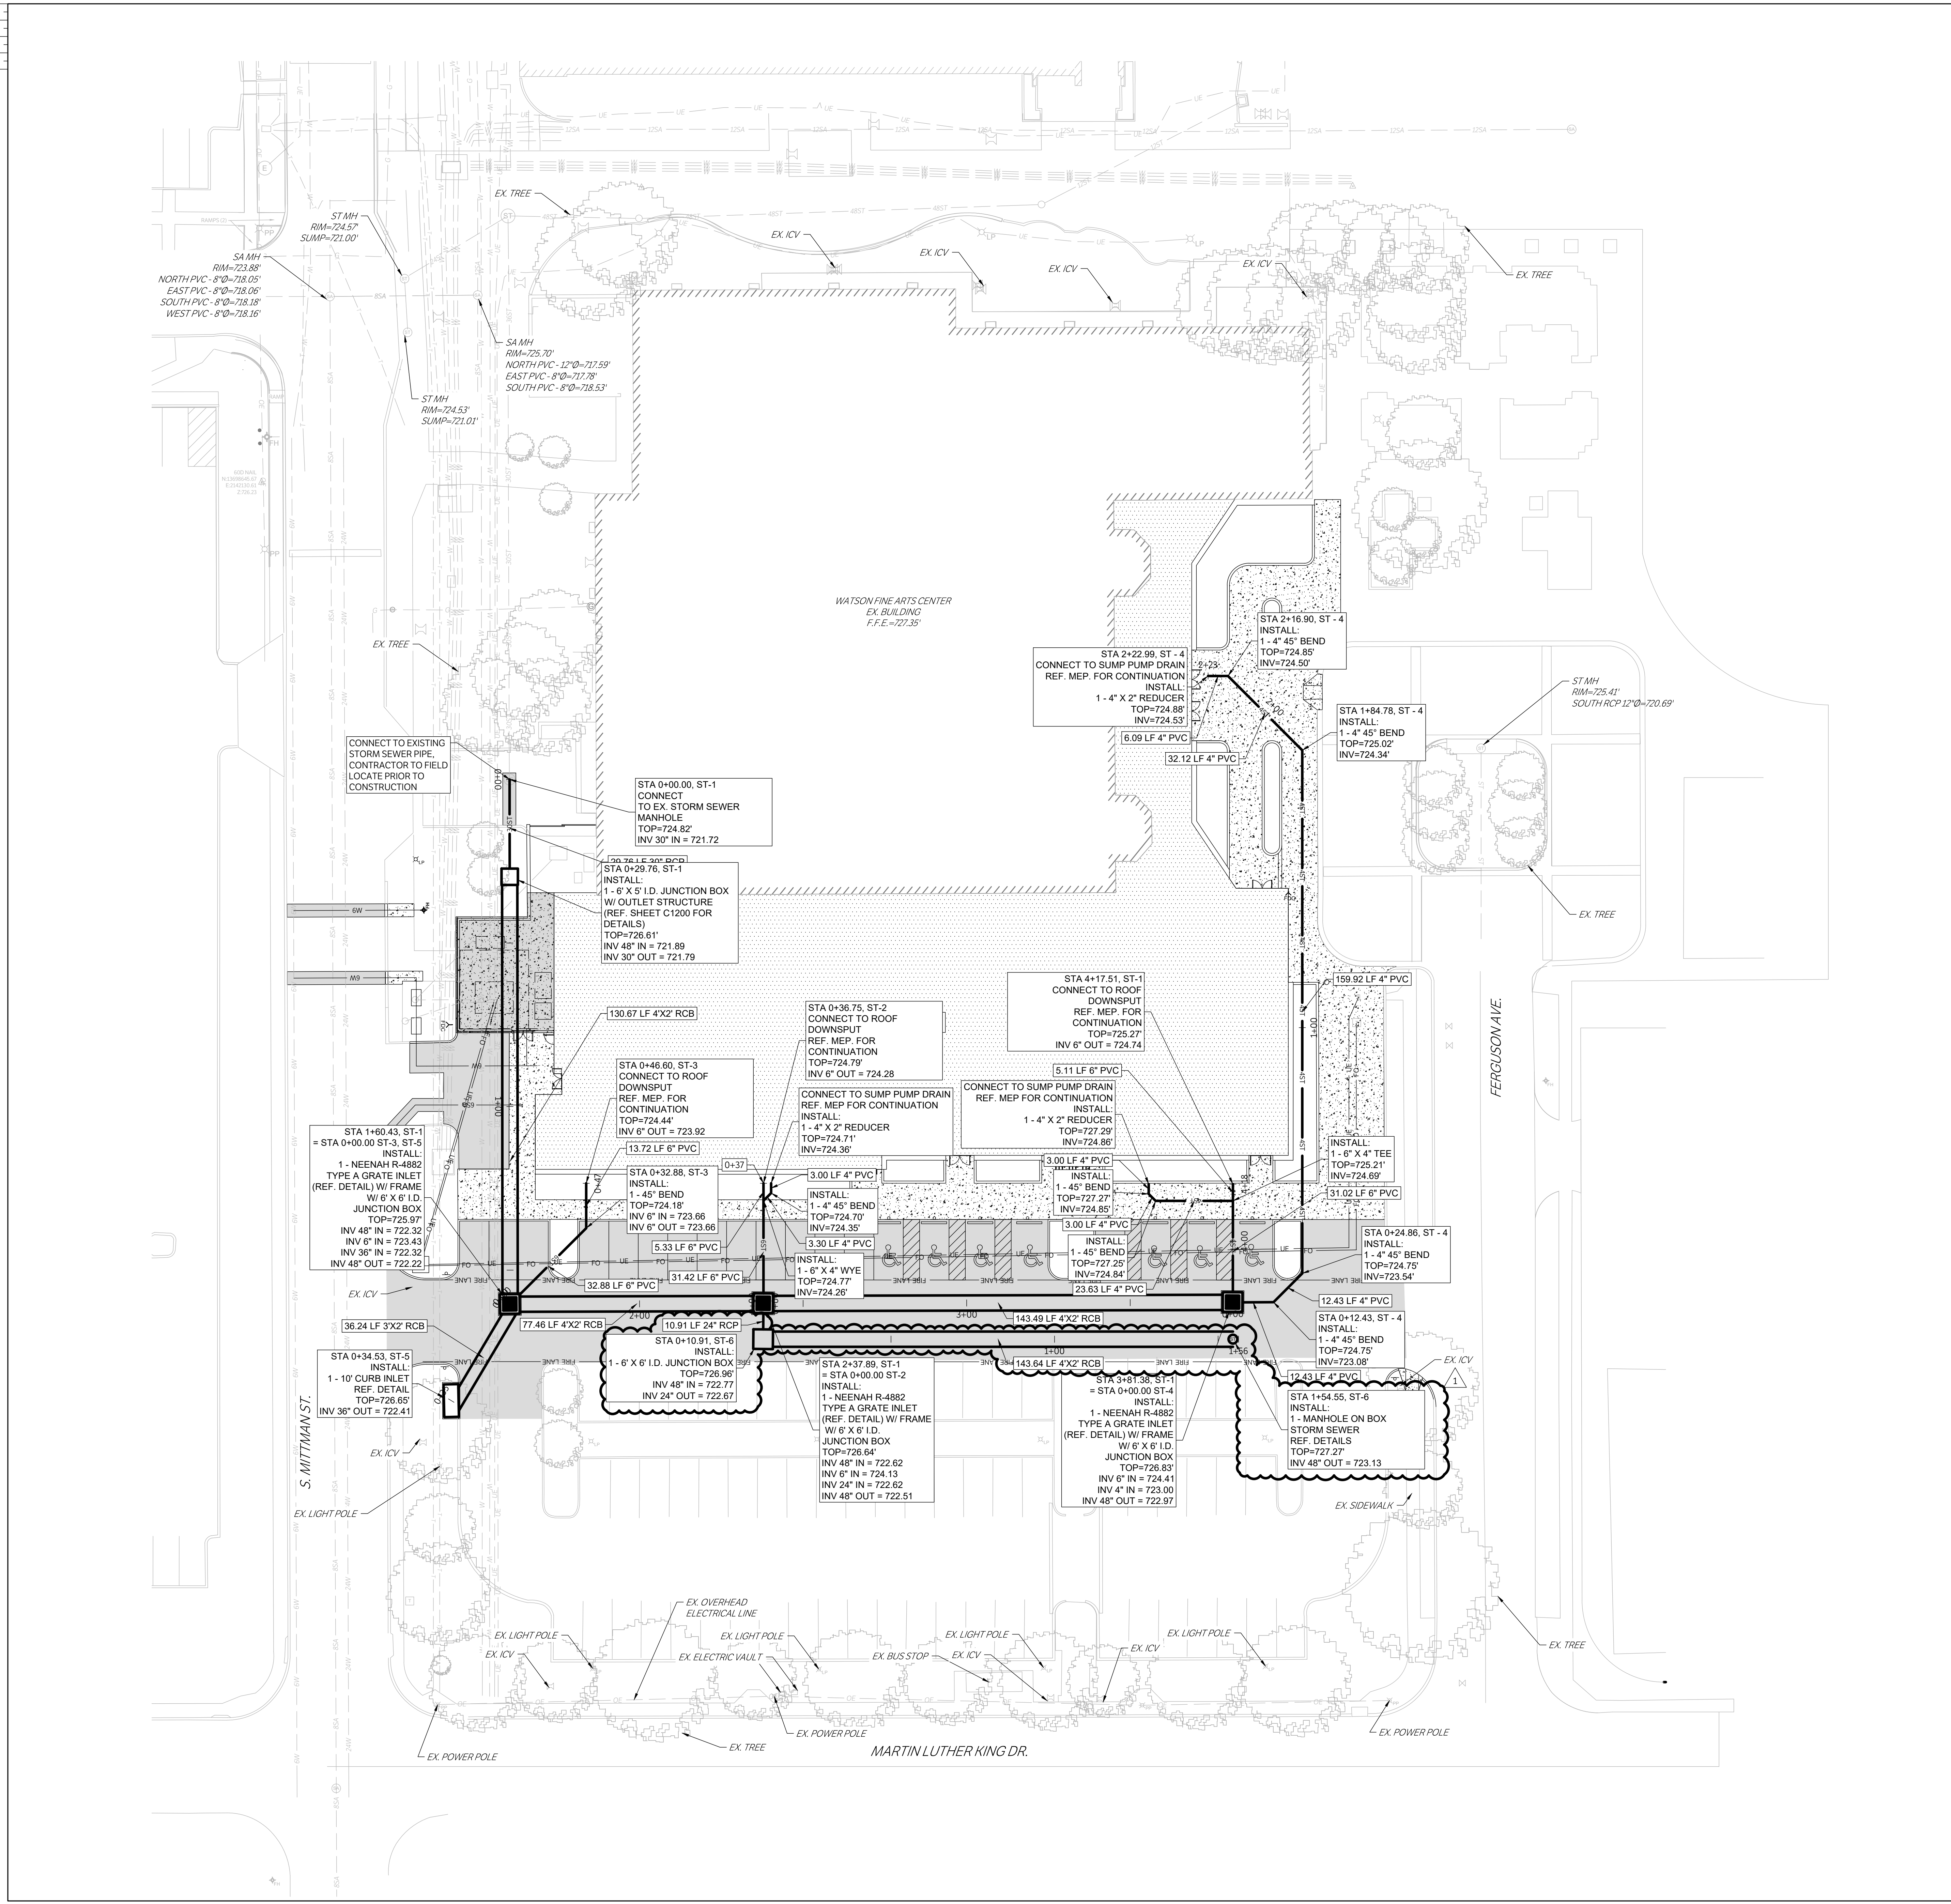 EX. TREE
ST MH
RIM=724.57'
SUMP=721.00'
SA MH
RIM=723.88'
NORTH PVC - 8"Ø=718.05'
EAST PVC - 8"Ø=718.06'
SOUTH PVC - 8"Ø=718.18'
WEST PVC - 8"Ø=718.16'
EX. ICV
EX. ICV
EX. ICV
EX. ICV
EX. TREE
SA MH
RIM=725.70'
NORTH PVC - 12"Ø=717.59'
EAST PVC - 8"Ø=717.78'
SOUTH PVC - 8"Ø=718.53'
ST MH
RIM=724.53'
SUMP=721.01'
WATSON FINE ARTS CENTER
EX. BUILDING
F.F.E.=727.35'
EX. TREE
STA 2+16.90, ST - 4
INSTALL:
1 - 4" 45° BEND
TOP=724.85'
INV=724.50'
STA 2+22.99, ST - 4
CONNECT TO SUMP PUMP DRAIN
REF. MEP. FOR CONTINUATION
INSTALL:
1 - 4" X 2" REDUCER
TOP=724.88'
INV=724.53'
2+23
2+00
ST MH
RIM=725.41'
SOUTH RCP 12"Ø=720.69'
STA 1+84.78, ST - 4
INSTALL:
1 - 4" 45° BEND
TOP=725.02'
INV=724.34'
6.09 LF 4" PVC
32.12 LF 4" PVC
CONNECT TO EXISTING
STORM SEWER PIPE,
CONTRACTOR TO FIELD
LOCATE PRIOR TO
CONSTRUCTION
0+00
STA 0+00.00, ST-1
CONNECT
TO EX. STORM SEWER
MANHOLE
TOP=724.82'
INV 30" IN = 721.72
29.76 LF 30" RCP
STA 0+29.76, ST-1
INSTALL:
1 - 6' X 5' I.D. JUNCTION BOX
W/ OUTLET STRUCTURE
(REF. SHEET C1200 FOR
DETAILS)
TOP=726.61'
INV 48" IN = 721.89
INV 30" OUT = 721.79
6W
EX. TREE
6W
130.67 LF 4'X2' RCB
STA 0+36.75, ST-2
CONNECT TO ROOF
DOWNSPUT
REF. MEP. FOR
CONTINUATION
TOP=724.79'
INV 6" OUT = 724.28
STA 4+17.51, ST-1
CONNECT TO ROOF
DOWNSPUT
REF. MEP. FOR
CONTINUATION
TOP=725.27'
INV 6" OUT = 724.74
159.92 LF 4" PVC
FERGUSON AVE.
1+00
STA 0+46.60, ST-3
CONNECT TO ROOF
DOWNSPUT
REF. MEP. FOR
CONTINUATION
TOP=724.44'
INV 6" OUT = 723.92
5.11 LF 6" PVC
CONNECT TO SUMP PUMP DRAIN
REF. MEP FOR CONTINUATION
INSTALL:
1 - 4" X 2" REDUCER
TOP=724.71'
INV=724.36'
CONNECT TO SUMP PUMP DRAIN
REF. MEP FOR CONTINUATION
INSTALL:
1 - 4" X 2" REDUCER
TOP=727.29'
INV=724.86'
1+00
STA 1+60.43, ST-1
= STA 0+00.00 ST-3, ST-5
INSTALL:
1 - NEENAH R-4882
TYPE A GRATE INLET
(REF. DETAIL) W/ FRAME
W/ 6' X 6' I.D.
JUNCTION BOX
TOP=725.97'
INV 48" IN = 722.32
INV 6" IN = 723.43
INV 36" IN = 722.32
INV 48" OUT = 722.22
13.72 LF 6" PVC
0+47
0+37
STA 0+32.88, ST-3
INSTALL:
1 - 45° BEND
TOP=724.18'
INV 6" IN = 723.66
INV 6" OUT = 723.66
3.00 LF 4" PVC
INSTALL:
1 - 4" 45° BEND
TOP=724.70'
INV=724.35'
3.00 LF 4" PVC
INSTALL:
1 - 45° BEND
TOP=727.27'
INV=724.85'
INSTALL:
1 - 6" X 4" TEE
TOP=725.21'
INV=724.69'
31.02 LF 6" PVC
3.00 LF 4" PVC
5.33 LF 6" PVC
3.30 LF 4" PVC
INSTALL:
1 - 6" X 4" WYE
TOP=724.77'
INV=724.26'
INSTALL:
1 - 45° BEND
TOP=727.25'
INV=724.84'
4+00
STA 0+24.86, ST - 4
INSTALL:
1 - 4" 45° BEND
TOP=724.75'
INV=723.54'
31.42 LF 6" PVC
32.88 LF 6" PVC
23.63 LF 4" PVC
FIRE LANE
12.43 LF 4" PVC
EX. ICV
36.24 LF 3'X2' RCB
77.46 LF 4'X2' RCB
2+00
10.91 LF 24" RCP
3+00
143.49 LF 4'X2' RCB
STA 0+12.43, ST - 4
INSTALL:
1 - 4" 45° BEND
TOP=724.75'
INV=723.08'
STA 0+10.91, ST-6
INSTALL:
1 - 6' X 6' I.D. JUNCTION BOX
TOP=726.96'
INV 48" IN = 722.77
INV 24" OUT = 722.67
1+00
1+56
143.64 LF 4'X2' RCB
12.43 LF 4" PVC
EX. ICV
1
STA 0+34.53, ST-5
INSTALL:
1 - 10' CURB INLET
REF. DETAIL
TOP=726.65'
INV 36" OUT = 722.41
STA 2+37.89, ST-1
= STA 0+00.00 ST-2
INSTALL:
1 - NEENAH R-4882
TYPE A GRATE INLET
(REF. DETAIL) W/ FRAME
W/ 6' X 6' I.D.
JUNCTION BOX
TOP=726.64'
INV 48" IN = 722.62
INV 6" IN = 724.13
INV 24" IN = 722.62
INV 48" OUT = 722.51
STA 3+81.38, ST-1
= STA 0+00.00 ST-4
INSTALL:
1 - NEENAH R-4882
TYPE A GRATE INLET
(REF. DETAIL) W/ FRAME
W/ 6' X 6' I.D.
JUNCTION BOX
TOP=726.83'
INV 6" IN = 724.41
INV 4" IN = 723.00
INV 48" OUT = 722.97
STA 1+54.55, ST-6
INSTALL:
1 - MANHOLE ON BOX
STORM SEWER
REF. DETAILS
TOP=727.27'
INV 48" OUT = 723.13
S. MITTMAN ST.
EX. ICV
EX. LIGHT POLE
EX. SIDEWALK
EX. OVERHEAD
ELECTRICAL LINE
EX. LIGHT POLE
EX. ICV
EX. LIGHT POLE
EX. ELECTRIC VAULT
EX. LIGHT POLE
EX. BUS STOP
EX. ICV
EX. ICV
EX. LIGHT POLE
EX. TREE
EX. POWER POLE
EX. TREE
EX. POWER POLE
EX. POWER POLE
MARTIN LUTHER KING DR.